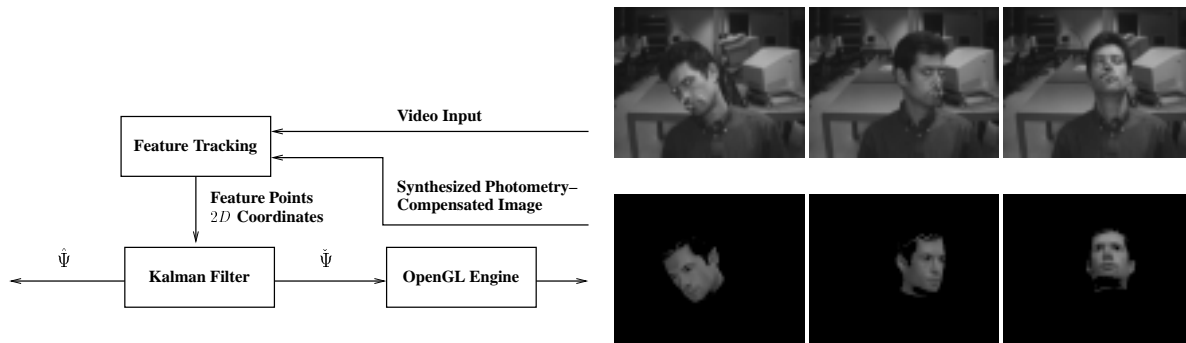 Video Input
Feature Tracking
Synthesized Photometry–
Compensated Image
Feature Points
2D Coordinates
Ψ̂
Ψ̌
Kalman Filter
OpenGL Engine